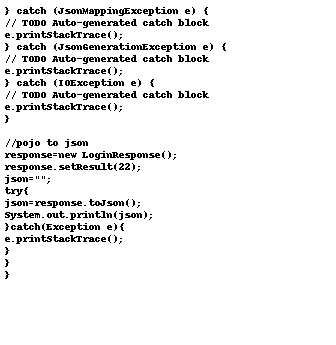 } catch (JsonMappingException e) {
// TODO Auto-generated catch block
e.printStackTrace();
} catch (JsonGenerationException e) {
// TODO Auto-generated catch block
e.printStackTrace();
} catch (IOException e) {
// TODO Auto-generated catch block
e.printStackTrace();
}

//pojo to json
response=new LoginResponse();
response.setResult(22);
json="";
try{
json=response.toJson();
System.out.println(json);
}catch(Exception e){
e.printStackTrace();
}
}
}